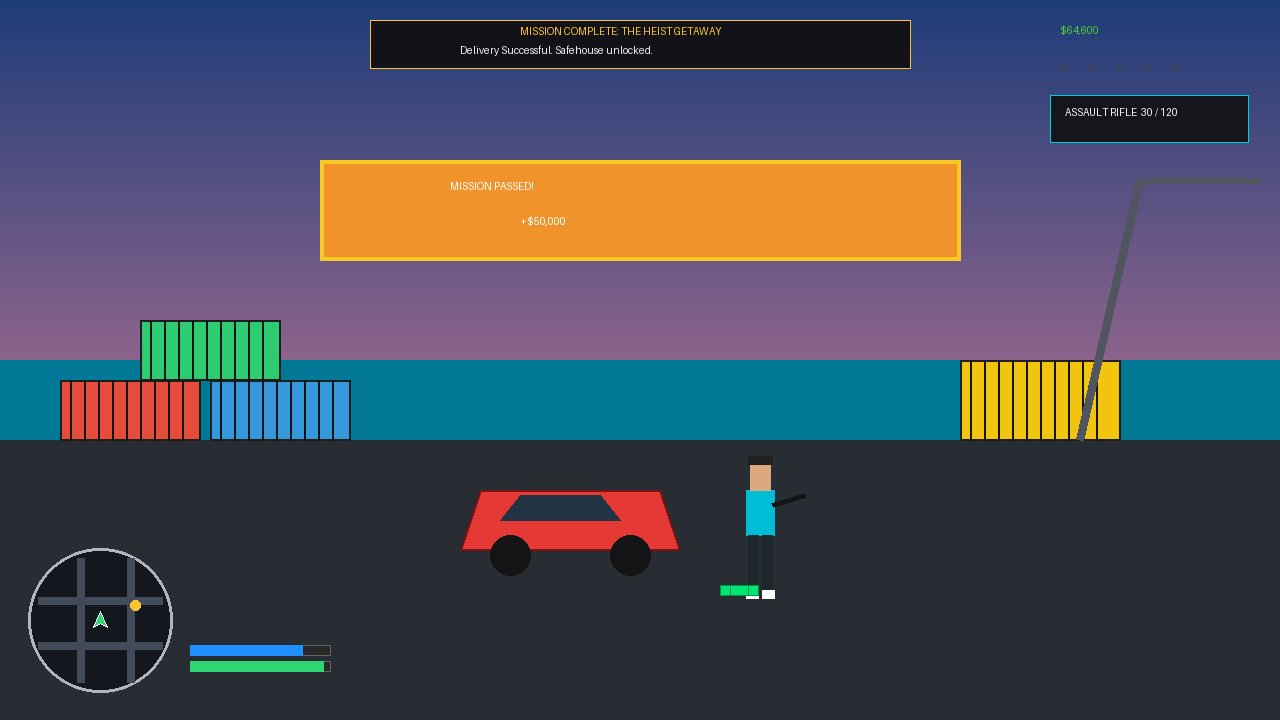 MISSION COMPLETE: THE HEIST GETAWAY
Delivery Successful. Safehouse unlocked.
$64,600
ASSAULT RIFLE 30 / 120
MISSION PASSED!
+$50,000